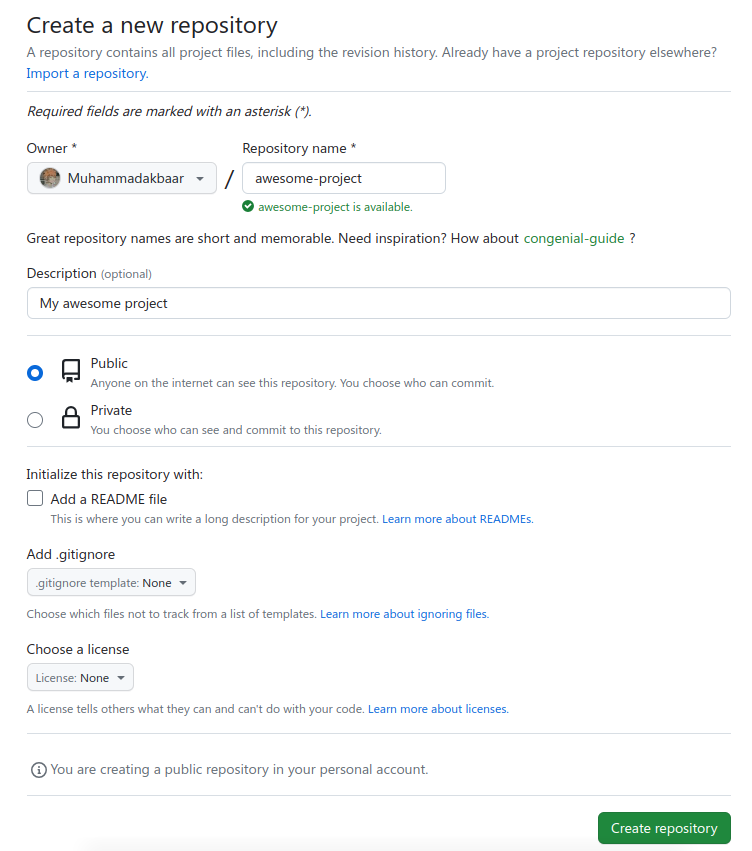 Create a new repository
A repository contains all project files, including the revision history. Already have a project repository elsewhere?
Import a repository.
Required fields are marked with an asterisk (*).
Owner *
Repository name *
Muhammadakbaar
/
awesome-project
awesome-project is available.
Great repository names are short and memorable. Need inspiration? How about congenial-guide ?
Description (optional)
My awesome project
Public
Anyone on the internet can see this repository. You choose who can commit.
Private
You choose who can see and commit to this repository.
Initialize this repository with:
Add a README file
This is where you can write a long description for your project. Learn more about READMEs.
Add .gitignore
.gitignore template: None
Choose which files not to track from a list of templates. Learn more about ignoring files.
Choose a license
License: None
A license tells others what they can and can't do with your code. Learn more about licenses.
You are creating a public repository in your personal account.
Create repository